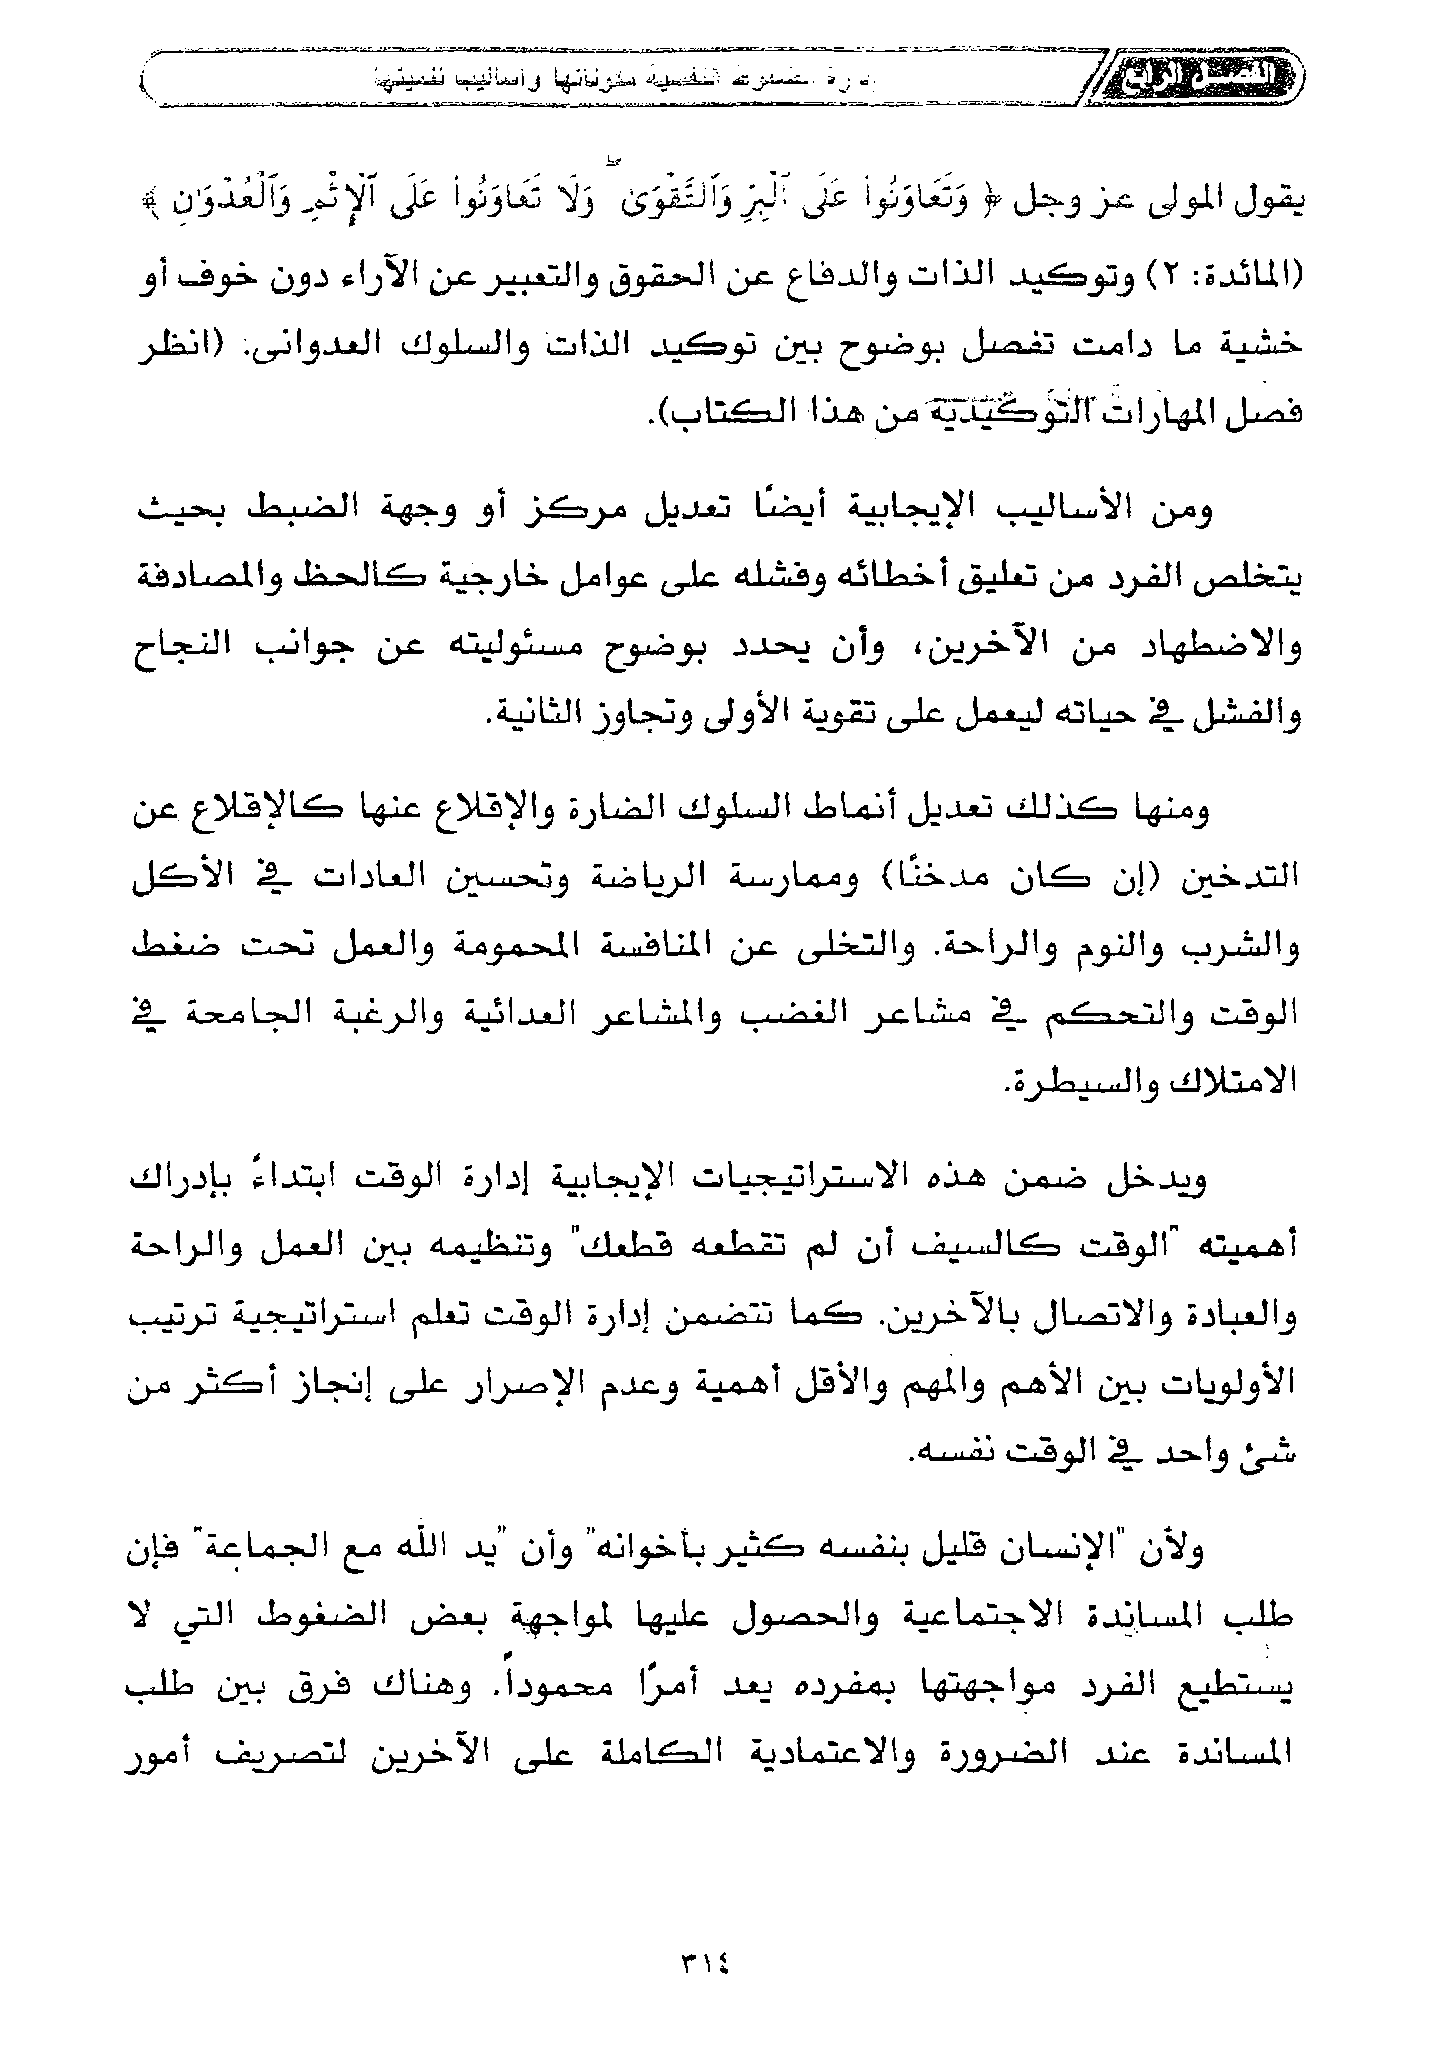 الفصل الرابع
إدارة الضغوط النفسية مكوناتها وأساليب تنميتها
يقول المولى عز وجل ﴿ وَتَعَاوَنُوا۟ عَلَى ٱلْبِرِّ وَٱلتَّقْوَىٰ ۖ وَلَا تَعَاوَنُوا۟ عَلَى ٱلْإِثْمِ وَٱلْعُدْوَٰنِ ﴾
(المائدة: ٢) وتوكيد الذات والدفاع عن الحقوق والتعبير عن الآراء دون خوف أو
خشية ما دامت تفصل بوضوح بين توكيد الذات والسلوك العدوانى. (انظر
فصل المهارات التوكيدية من هذا الكتاب).
ومن الأساليب الإيجابية أيضًا تعديل مركز أو وجهة الضبط بحيث
يتخلص الفرد من تعليق أخطائه وفشله على عوامل خارجية كالحظ والمصادفة
والاضطهاد من الآخرين، وأن يحدد بوضوح مسئوليته عن جوانب النجاح
والفشل في حياته ليعمل على تقوية الأولى وتجاوز الثانية.
ومنها كذلك تعديل أنماط السلوك الضارة والإقلاع عنها كالإقلاع عن
التدخين (إن كان مدخنًا) وممارسة الرياضة وتحسين العادات في الأكل
والشرب والنوم والراحة. والتخلى عن المنافسة المحمومة والعمل تحت ضغط
الوقت والتحكم في مشاعر الغضب والمشاعر العدائية والرغبة الجامحة في
الامتلاك والسيطرة.
ويدخل ضمن هذه الاستراتيجيات الإيجابية إدارة الوقت ابتداءً بإدراك
أهميته "الوقت كالسيف أن لم تقطعه قطعك" وتنظيمه بين العمل والراحة
والعبادة والاتصال بالآخرين. كما تتضمن إدارة الوقت تعلم استراتيجية ترتيب
الأولويات بين الأهم والمهم والأقل أهمية وعدم الإصرار على إنجاز أكثر من
شئ واحد في الوقت نفسه.
ولأن "الإنسان قليل بنفسه كثير بأخوانه" وأن "يد الله مع الجماعة" فإن
طلب المساندة الاجتماعية والحصول عليها لمواجهة بعض الضغوط التي لا
يستطيع الفرد مواجهتها بمفرده يعد أمرًا محموداً. وهناك فرق بين طلب
المساندة عند الضرورة والاعتمادية الكاملة على الآخرين لتصريف أمور
٣١٤